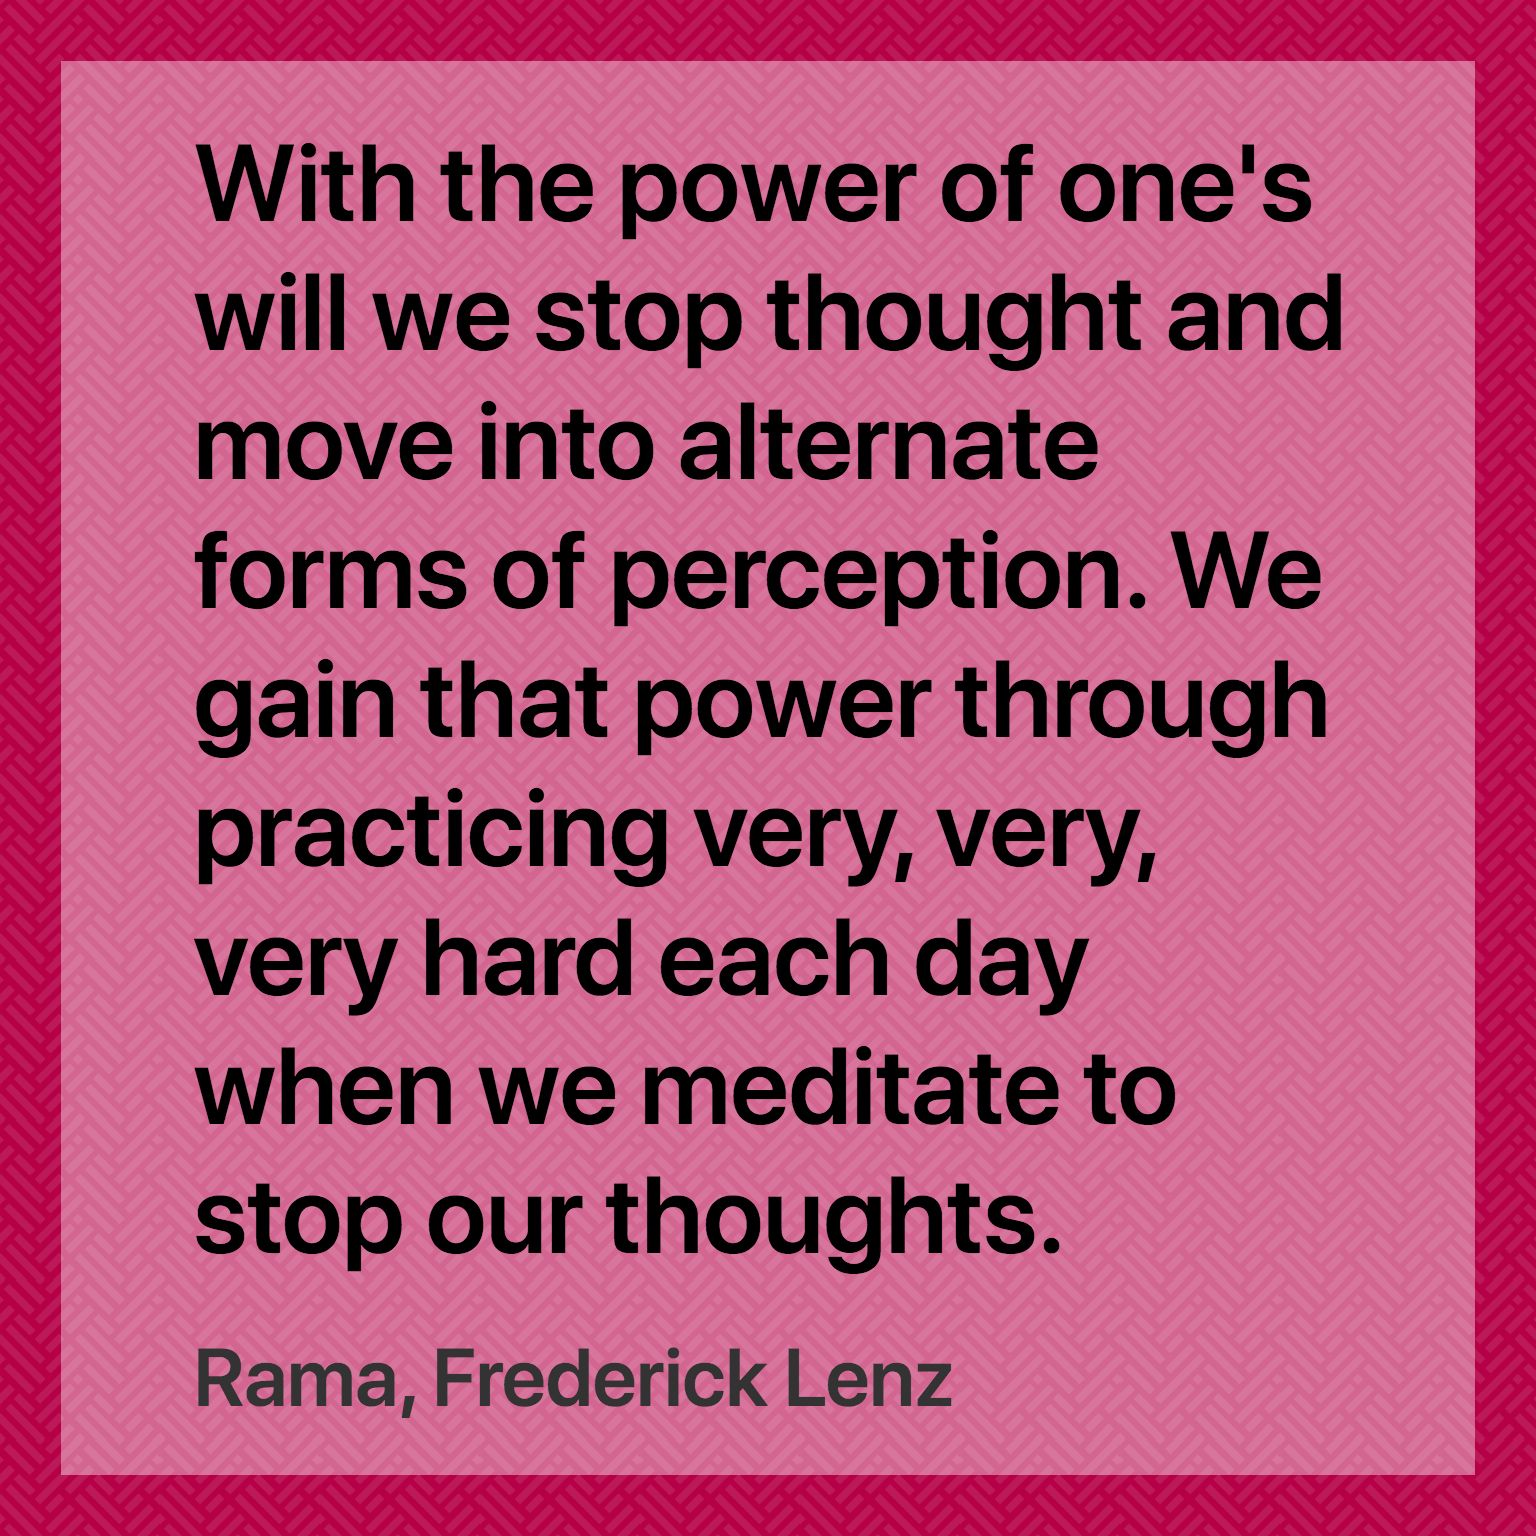 With the power of one's
will we stop thought and
move into alternate
forms of perception. We
gain that power through
practicing very, very,
very hard each day
when we meditate to
stop our thoughts.
Rama, Frederick Lenz